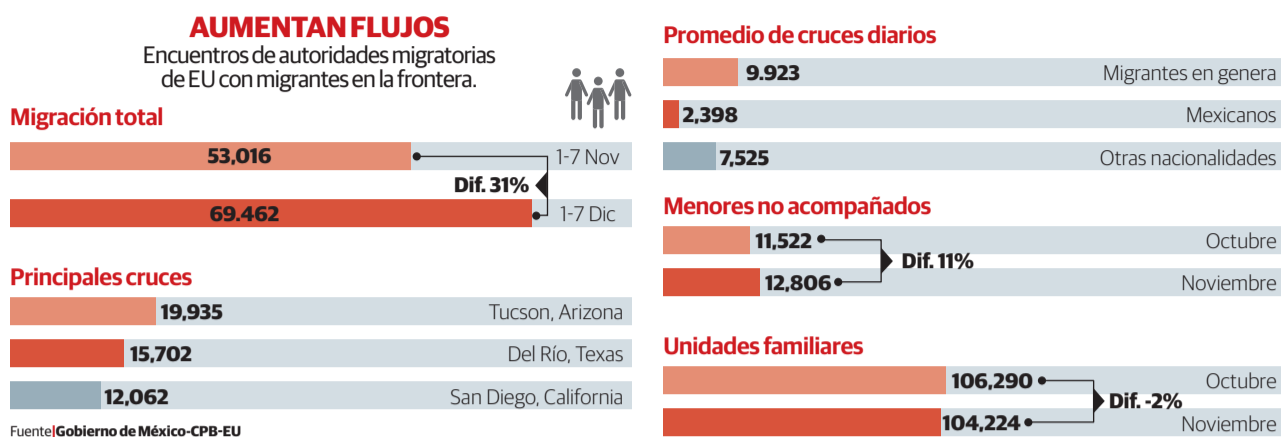 AUMENTAN FLUJOS
Encuentros de autoridades migratorias
de EU con migrantes en la frontera.
Migración total
53,016
1-7 Nov
Dif. 31%
69.462
1-7 Dic
Principales cruces
19,935
Tucson, Arizona
15,702
Del Río, Texas
12,062
San Diego, California
Fuente|Gobierno de México-CPB-EU
Promedio de cruces diarios
9.923
Migrantes en genera
2,398
Mexicanos
7,525
Otras nacionalidades
Menores no acompañados
11,522
Octubre
Dif. 11%
12,806
Noviembre
Unidades familiares
106,290
Octubre
Dif. -2%
104,224
Noviembre